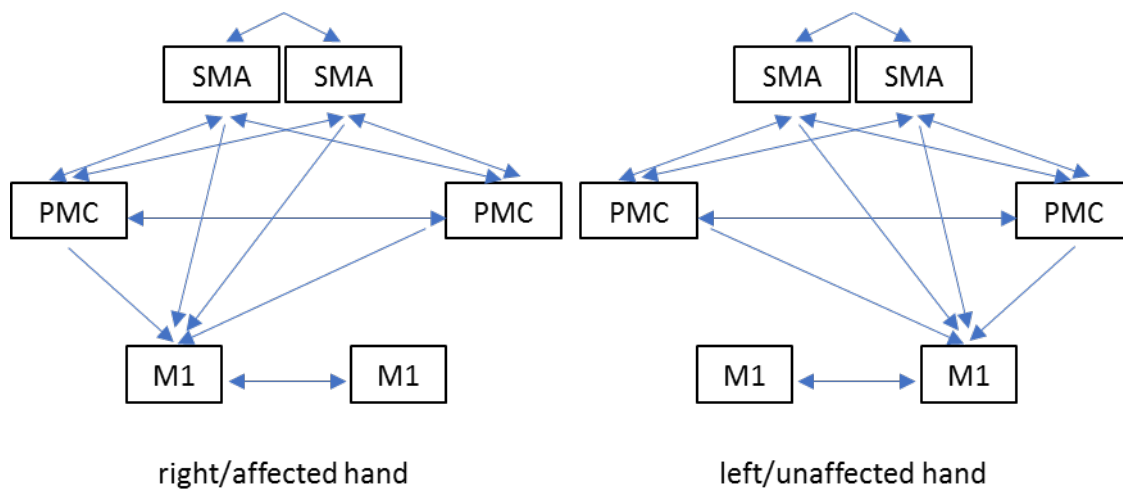 SMA SMA SMA SMA
PMC PMC PMC PMC
M1 M1 M1 M1
right/affected hand left/unaffected hand